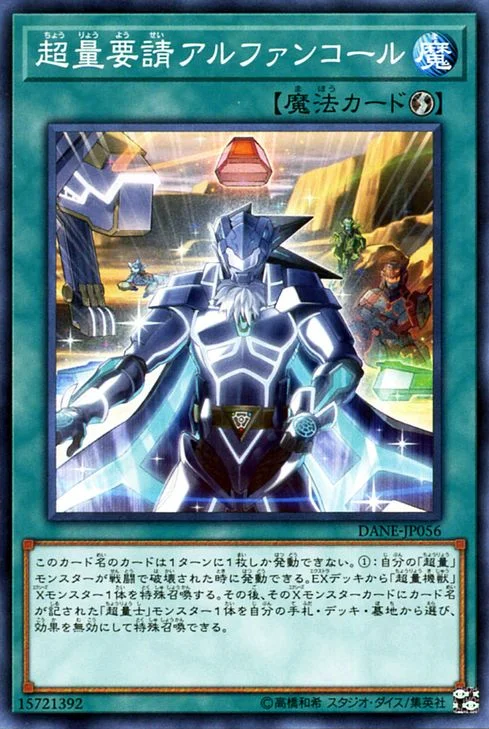 超量要請アルファンコール
魔
【魔法カード】
DANE-JP056
このカード名のカードは1ターンに1枚しか発動できない。①:自分の「超量」
モンスターが戦闘で破壊された時に発動できる。EXデッキから「超量機獣」
Xモンスター1体を特殊召喚する。その後、そのXモンスターカードにカード名
が記された「超量士」モンスター1体を自分の手札・デッキ・墓地から選び、
効果を無効にして特殊召喚できる。
15721392
©高橋和希 スタジオ・ダイス/集英社